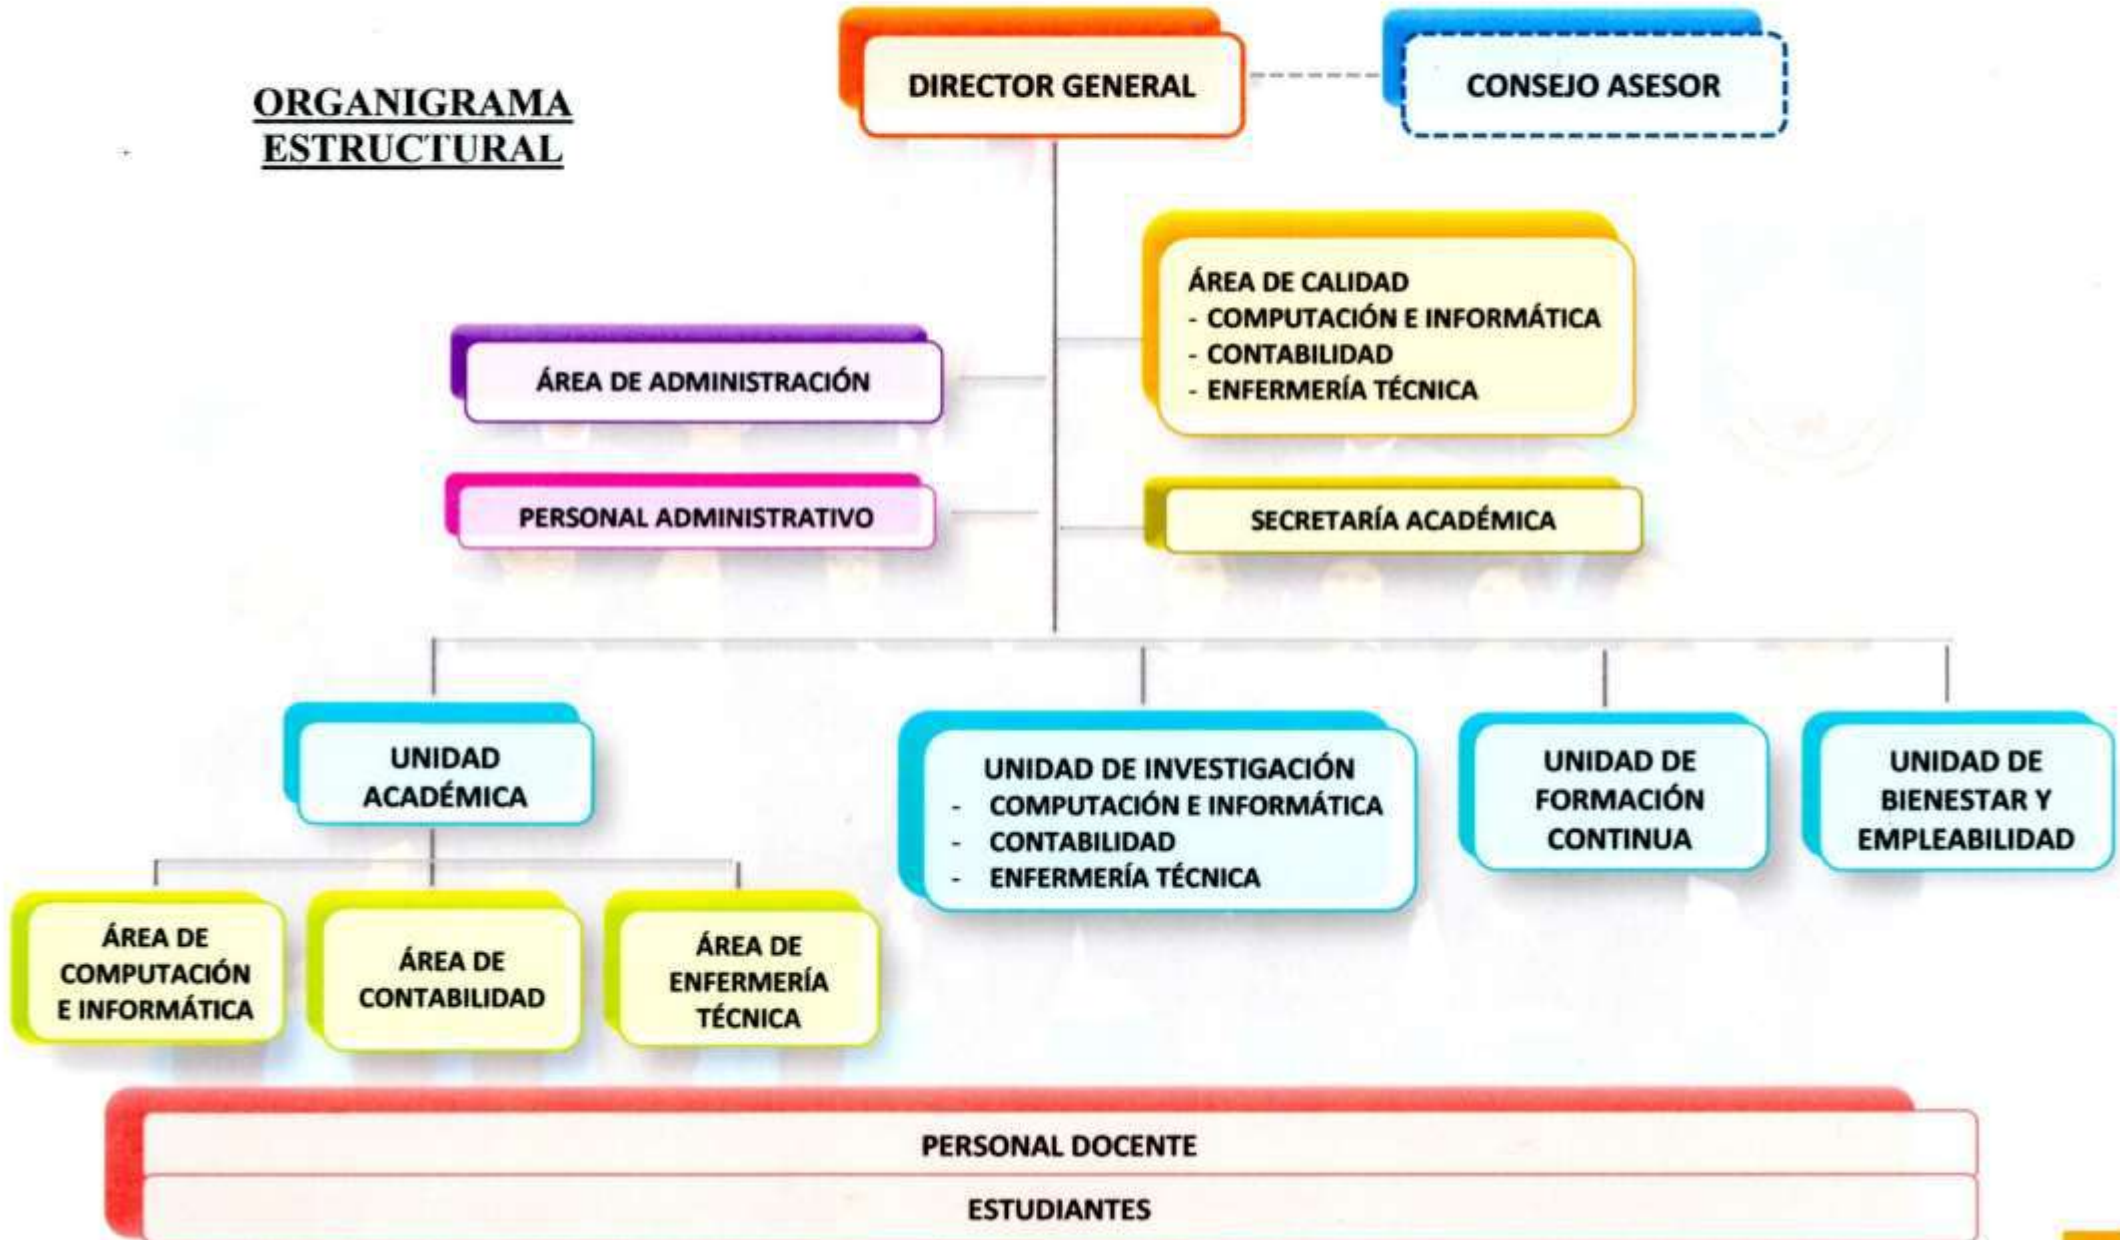 ORGANIGRAMA
ESTRUCTURAL
DIRECTOR GENERAL
CONSEJO ASESOR
ÁREA DE CALIDAD
- COMPUTACIÓN E INFORMÁTICA
- CONTABILIDAD
- ENFERMERÍA TÉCNICA
ÁREA DE ADMINISTRACIÓN
PERSONAL ADMINISTRATIVO
SECRETARÍA ACADÉMICA
UNIDAD
ACADÉMICA
UNIDAD DE INVESTIGACIÓN
- COMPUTACIÓN E INFORMÁTICA
- CONTABILIDAD
- ENFERMERÍA TÉCNICA
UNIDAD DE
FORMACIÓN
CONTINUA
UNIDAD DE
BIENESTAR Y
EMPLEABILIDAD
ÁREA DE
COMPUTACIÓN
E INFORMÁTICA
ÁREA DE
CONTABILIDAD
ÁREA DE
ENFERMERÍA
TÉCNICA
PERSONAL DOCENTE
ESTUDIANTES